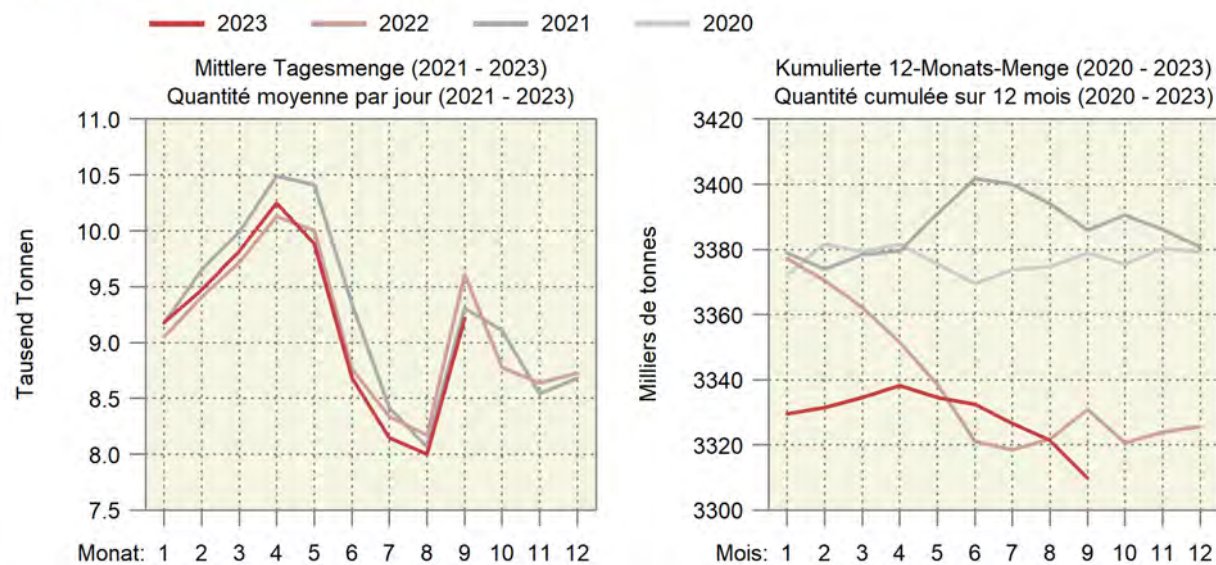 2023 2022 2021 2020
Mittlere Tagesmenge (2021 - 2023)
Quantité moyenne par jour (2021 - 2023)
11.0
10.5
10.0
9.5
9.0
8.5
8.0
7.5
Tausend Tonnen
Monat: 1 2 3 4 5 6 7 8 9 10 11 12
Kumulierte 12-Monats-Menge (2020 - 2023)
Quantité cumulée sur 12 mois (2020 - 2023)
3420
3400
3380
3360
3340
3320
3300
Milliers de tonnes
Mois: 1 2 3 4 5 6 7 8 9 10 11 12